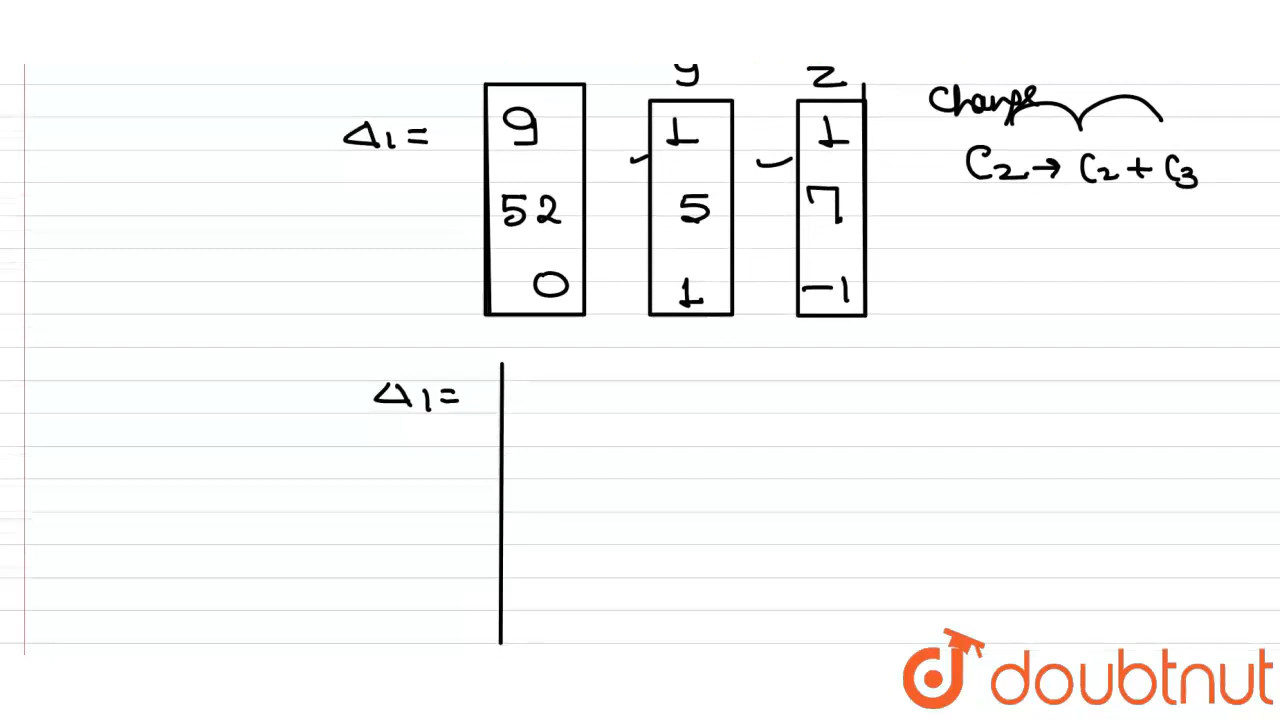 y z
Δ1 = 9 1 1
52 5 7
0 1 -1
Change
C2 → C2 + C3
Δ1 =
doubtnut